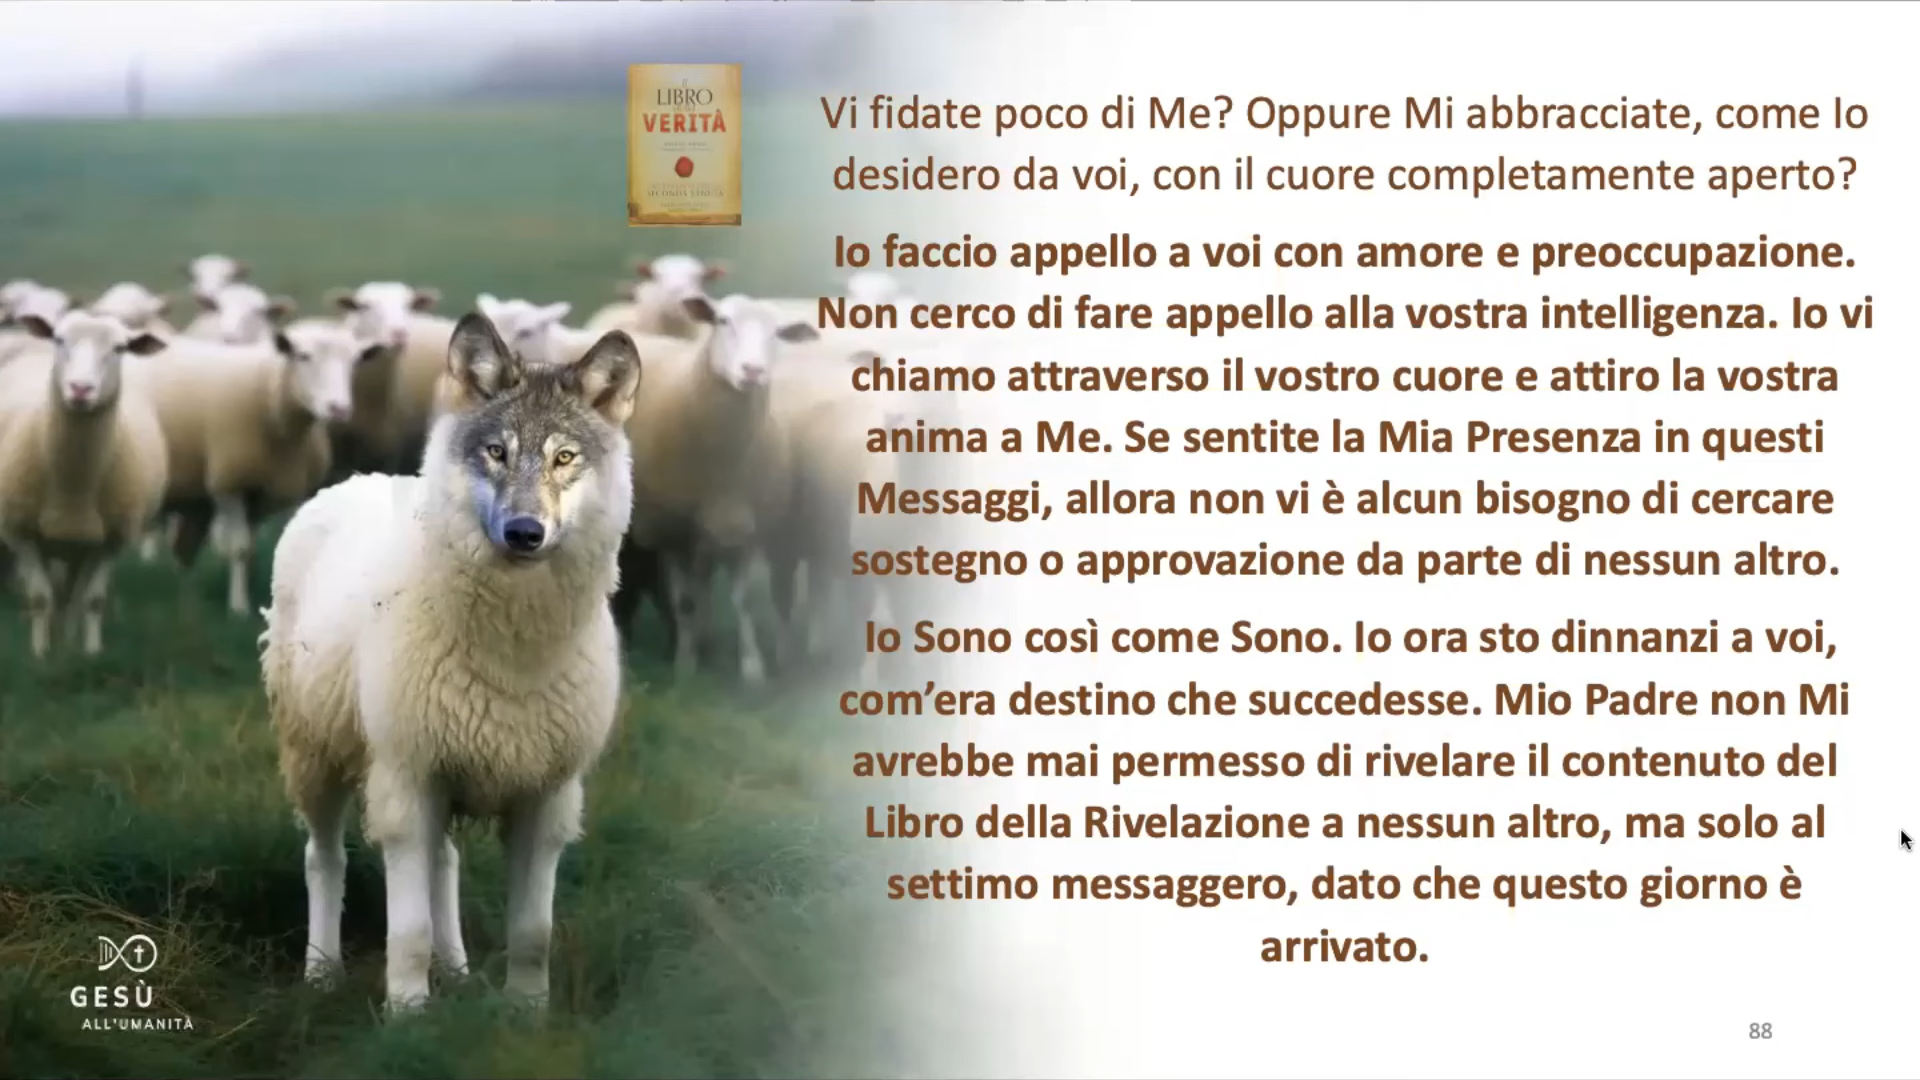 IL
LIBRO
VERITÀ
SECONDA VENUTA
Vi fidate poco di Me? Oppure Mi abbracciate, come Io
desidero da voi, con il cuore completamente aperto?
Io faccio appello a voi con amore e preoccupazione.
Non cerco di fare appello alla vostra intelligenza. Io vi
chiamo attraverso il vostro cuore e attiro la vostra
anima a Me. Se sentite la Mia Presenza in questi
Messaggi, allora non vi è alcun bisogno di cercare
sostegno o approvazione da parte di nessun altro.
Io Sono così come Sono. Io ora sto dinnanzi a voi,
com’era destino che succedesse. Mio Padre non Mi
avrebbe mai permesso di rivelare il contenuto del
Libro della Rivelazione a nessun altro, ma solo al
settimo messaggero, dato che questo giorno è
arrivato.
GESÙ
ALL'UMANITÀ
88